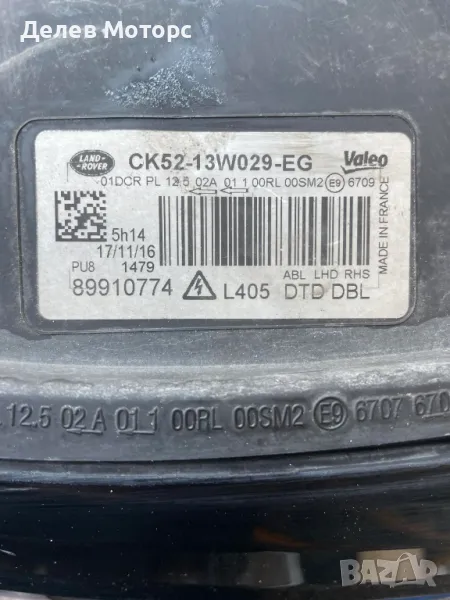 Делев Моторс
LAND-
ROVER
CK52-13W029-EG Valeo
01DCR PL 12.5 02A 01 1 00RL 00SM2 E9 6709
MADE IN FRANCE
5h14
17/11/16
PU8 1479
ABL LHD RHS
89910774 L405 DTD DBL
12.5 02A 01 1 00RL 00SM2 E9 6707
BAZAR